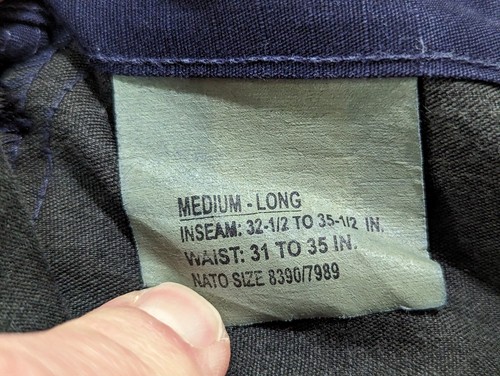 MEDIUM - LONG
INSEAM: 32-1/2 TO 35-1/2 IN.
WAIST: 31 TO 35 IN.
NATO SIZE 8390/7989